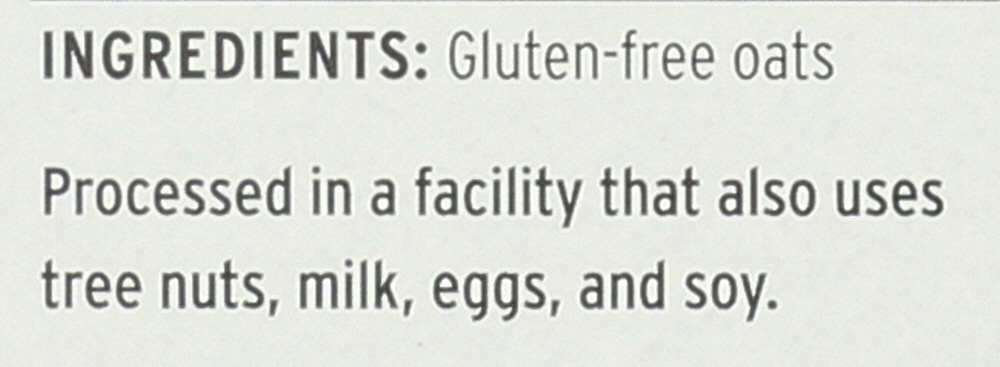 INGREDIENTS: Gluten-free oats
Processed in a facility that also uses
tree nuts, milk, eggs, and soy.